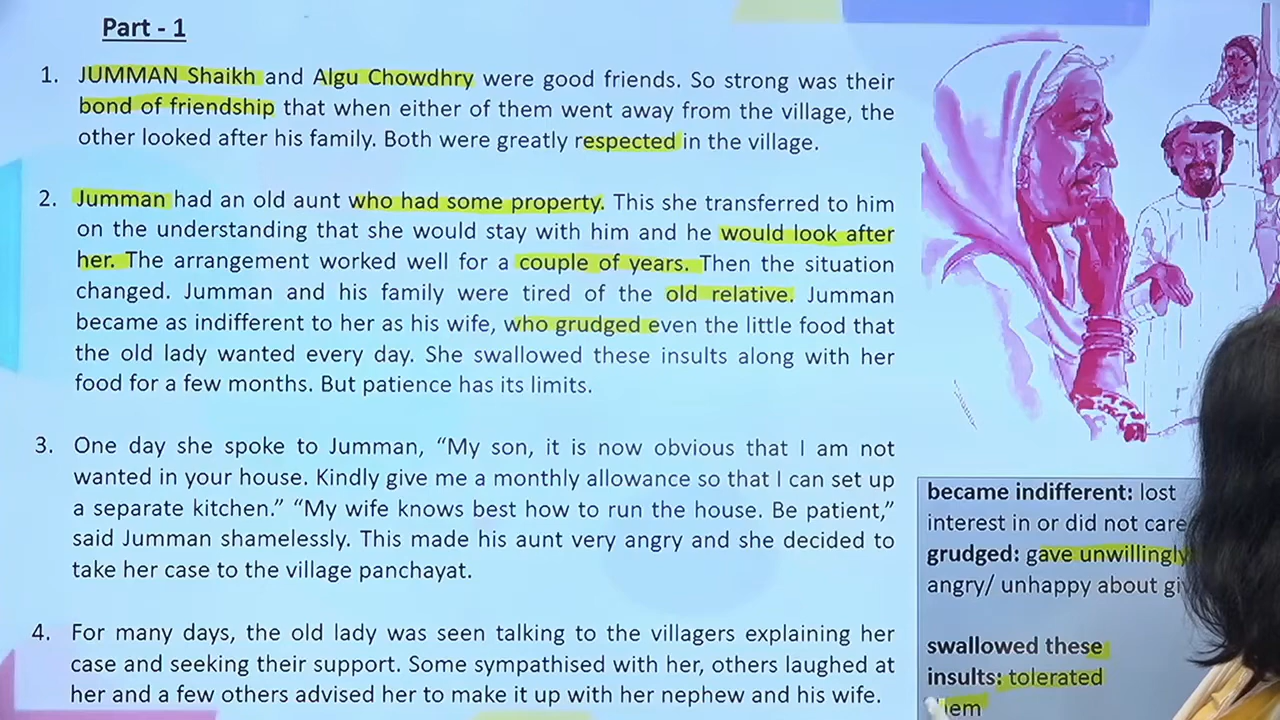 Part - 1
1. JUMMAN Shaikh and Algu Chowdhry were good friends. So strong was their
bond of friendship that when either of them went away from the village, the
other looked after his family. Both were greatly respected in the village.
2. Jumman had an old aunt who had some property. This she transferred to him
on the understanding that she would stay with him and he would look after
her. The arrangement worked well for a couple of years. Then the situation
changed. Jumman and his family were tired of the old relative. Jumman
became as indifferent to her as his wife, who grudged even the little food that
the old lady wanted every day. She swallowed these insults along with her
food for a few months. But patience has its limits.
3. One day she spoke to Jumman, “My son, it is now obvious that I am not
wanted in your house. Kindly give me a monthly allowance so that I can set up
a separate kitchen.” “My wife knows best how to run the house. Be patient,”
said Jumman shamelessly. This made his aunt very angry and she decided to
take her case to the village panchayat.
4. For many days, the old lady was seen talking to the villagers explaining her
case and seeking their support. Some sympathised with her, others laughed at
her and a few others advised her to make it up with her nephew and his wife.
became indifferent: lost
interest in or did not care
grudged: gave unwillingly
angry/ unhappy about
swallowed these
insults: tolerated